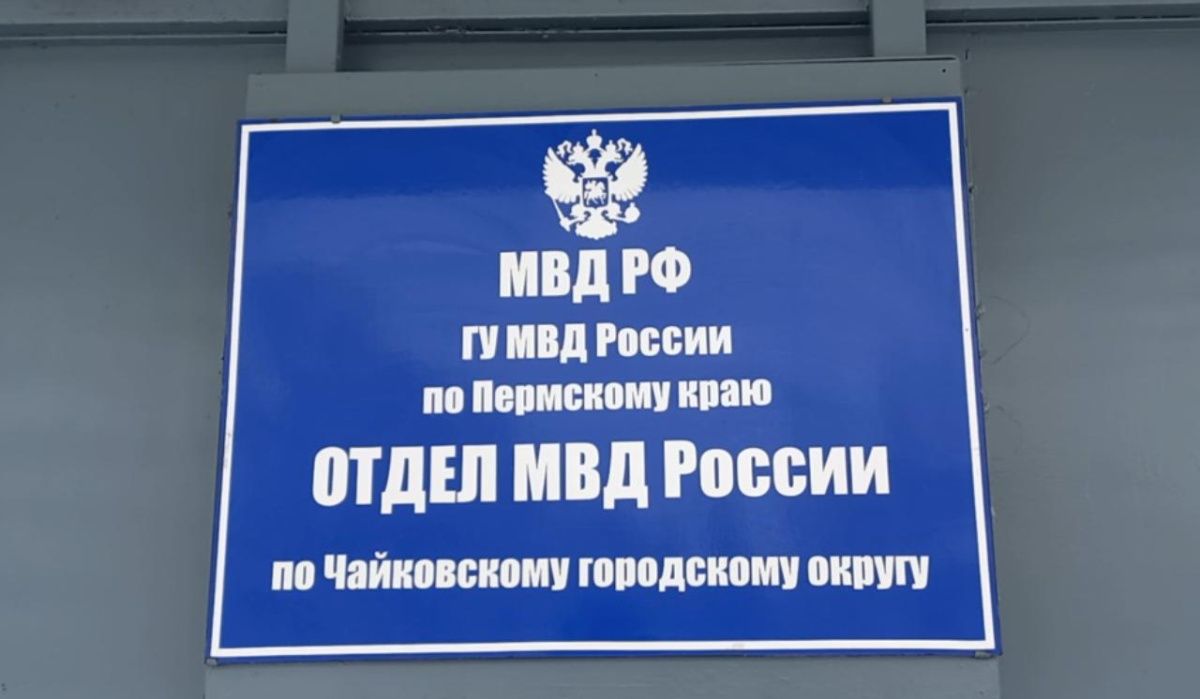 МВД РФ
ГУ МВД России
по Пермскому краю
ОТДЕЛ МВД России
по Чайковскому городскому округу